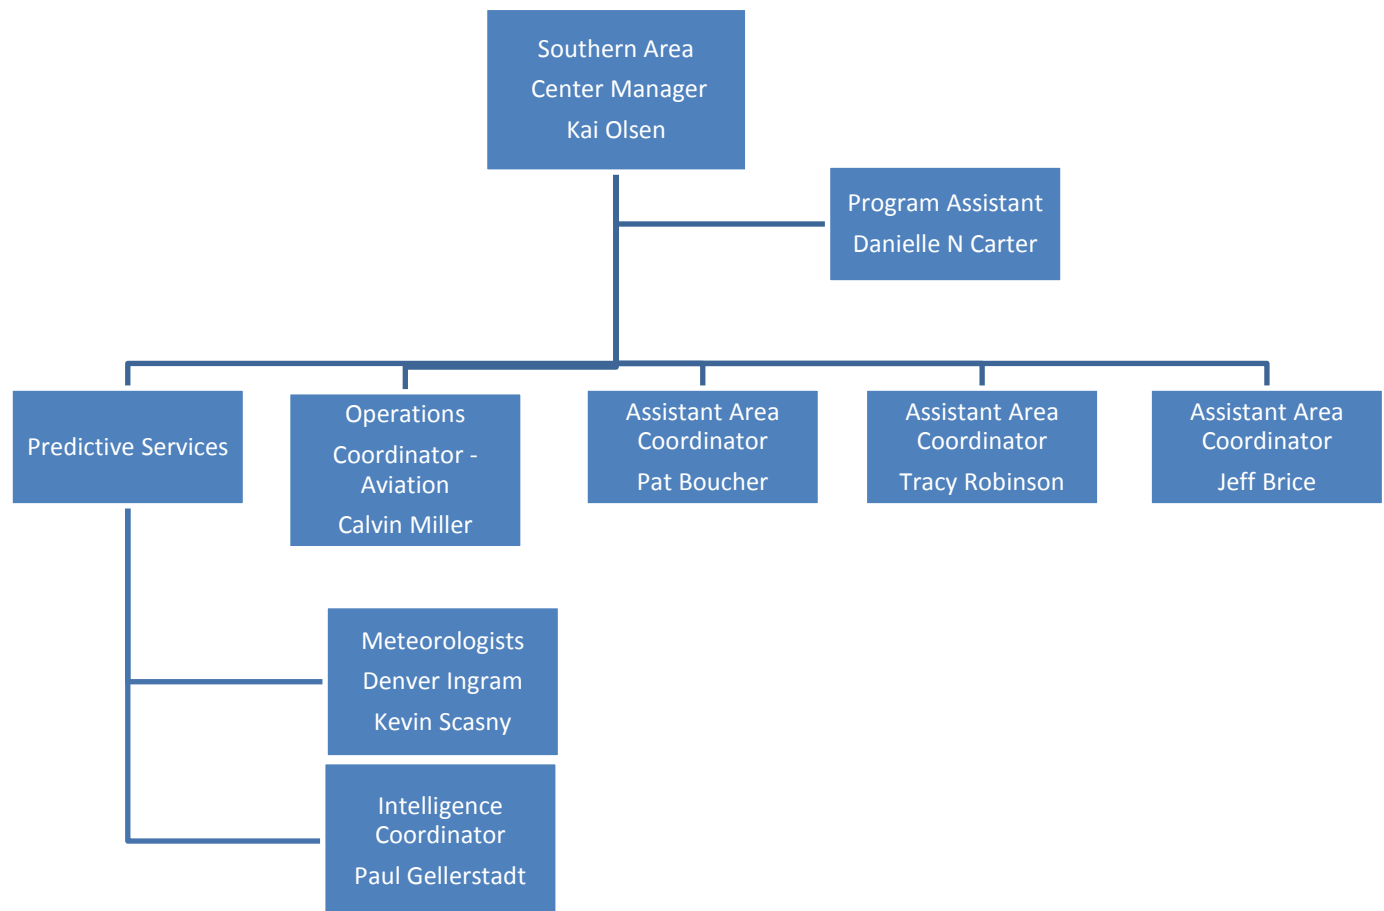 Southern Area
Center Manager
Kai Olsen
Program Assistant
Danielle N Carter
Predictive Services
Operations
Coordinator -
Aviation
Calvin Miller
Assistant Area
Coordinator
Pat Boucher
Assistant Area
Coordinator
Tracy Robinson
Assistant Area
Coordinator
Jeff Brice
Meteorologists
Denver Ingram
Kevin Scasny
Intelligence
Coordinator
Paul Gellerstadt